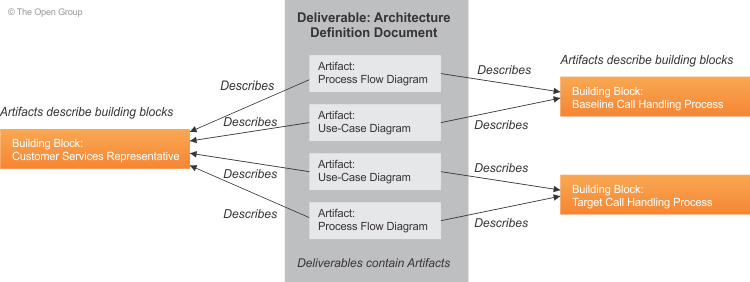 © The Open Group
Deliverable: Architecture
Definition Document
Artifact:
Process Flow Diagram
Artifact:
Use-Case Diagram
Artifact:
Use-Case Diagram
Artifact:
Process Flow Diagram
Deliverables contain Artifacts
Artifacts describe building blocks
Building Block:
Customer Services Representative
Describes
Describes
Describes
Describes
Artifacts describe building blocks
Describes
Building Block:
Baseline Call Handling Process
Describes
Describes
Building Block:
Target Call Handling Process
Describes